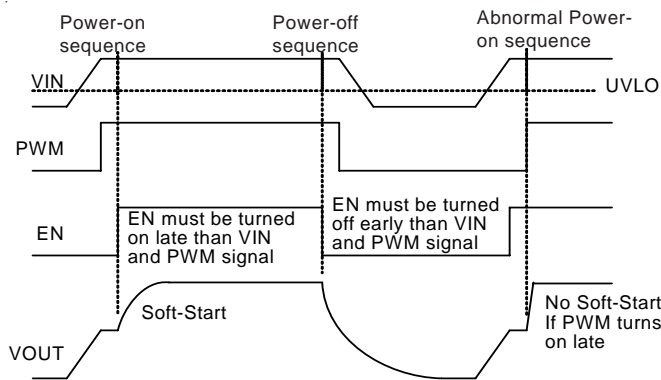 Power-on
sequence
Power-off
sequence
Abnormal Power-
on sequence
VIN
UVLO
PWM
EN
EN must be turned
on late than VIN
and PWM signal
EN must be turned
off early than VIN
and PWM signal
VOUT
Soft-Start
No Soft-Start
If PWM turns
on late